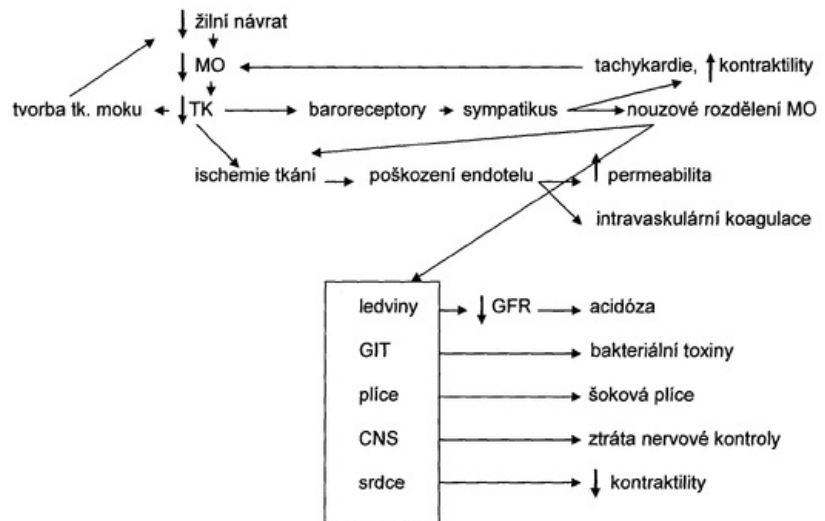 žilní návrat
MO tachykardie, kontraktility
tvorba tk. moku TK baroreceptory sympatikus nouzové rozdělení MO
ischemie tkání poškození endotelu permeabilita
intravaskulární koagulace
ledviny GFR acidóza
GIT bakteriální toxiny
plíce šoková plíce
CNS ztráta nervové kontroly
srdce kontraktility